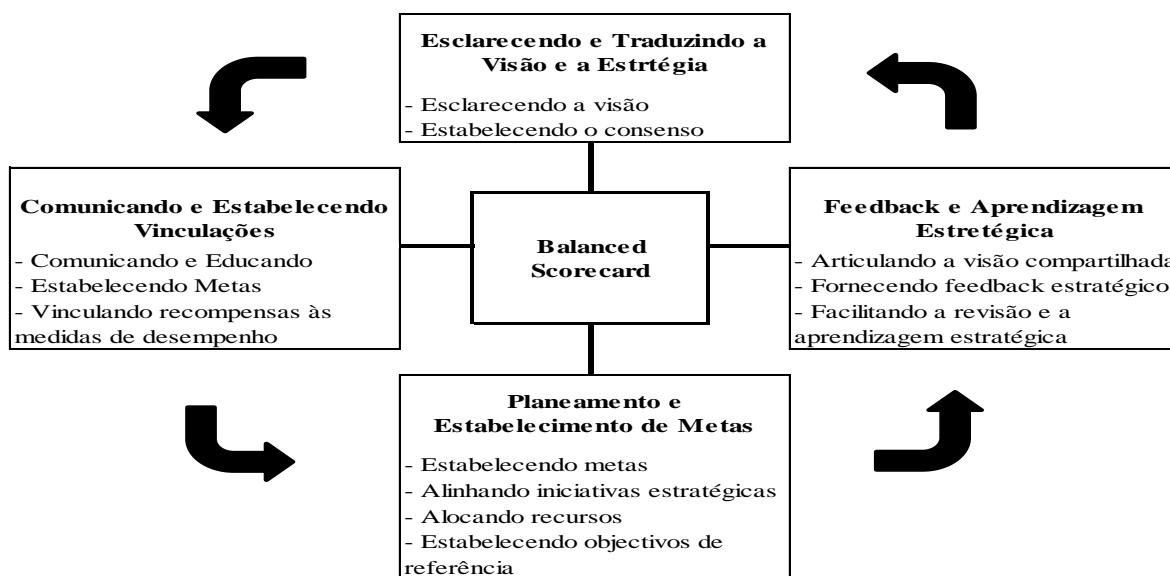 Esclarecendo e Traduzindo a
Visão e a Estrtégia
- Esclarecendo a visão
- Estabelecendo o consenso
Comunicando e Estabelecendo
Vinculações
- Comunicando e Educando
- Estabelecendo Metas
- Vinculando recompensas às
medidas de desempenho
Balanced
Scorecard
Feedback e Aprendizagem
Estretégica
- Articulando a visão compartilhada
- Fornecendo feedback estratégico
- Facilitando a revisão e a
aprendizagem estratégica
Planeamento e
Estabelecimento de Metas
- Estabelecendo metas
- Alinhando iniciativas estratégicas
- Alocando recursos
- Estabelecendo objectivos de
referência